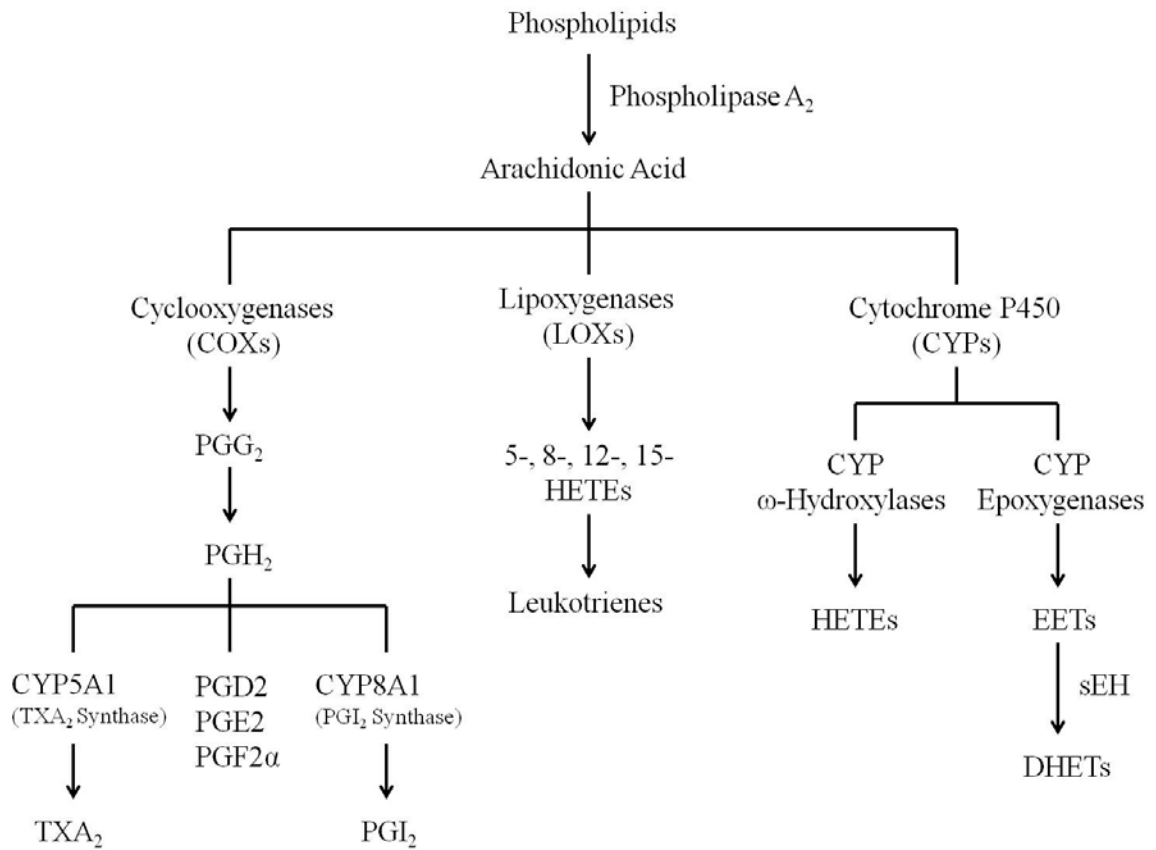 Phospholipids
Phospholipase A₂
Arachidonic Acid
Cyclooxygenases
(COXs)
Lipoxygenases
(LOXs)
Cytochrome P450
(CYPs)
PGG₂
5-, 8-, 12-, 15-
HETEs
CYP
ω-Hydroxylases
CYP
Epoxygenases
PGH₂
Leukotrienes
HETEs
EETs
CYP5A1
(TXA₂ Synthase)
PGD2
PGE2
PGF2α
CYP8A1
(PGI₂ Synthase)
sEH
DHETs
TXA₂
PGI₂